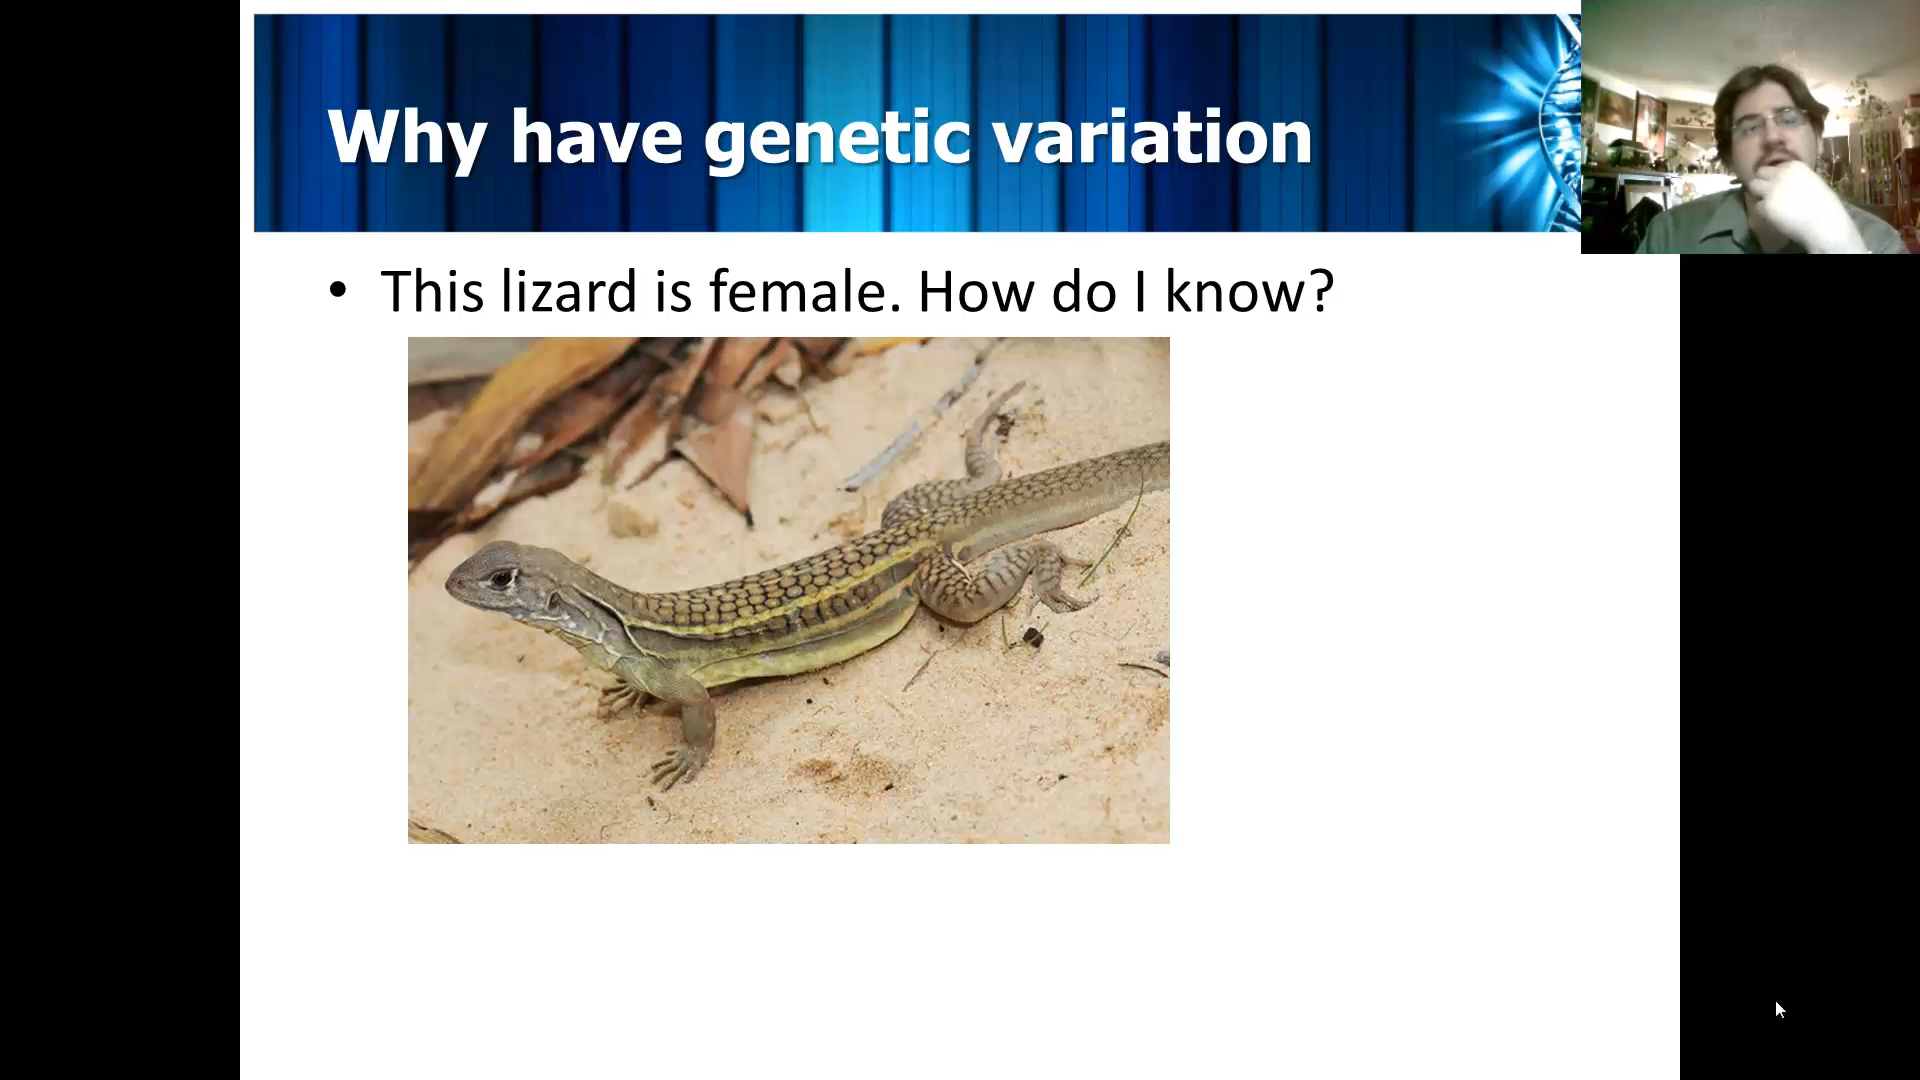 Why have genetic variation
• This lizard is female. How do I know?